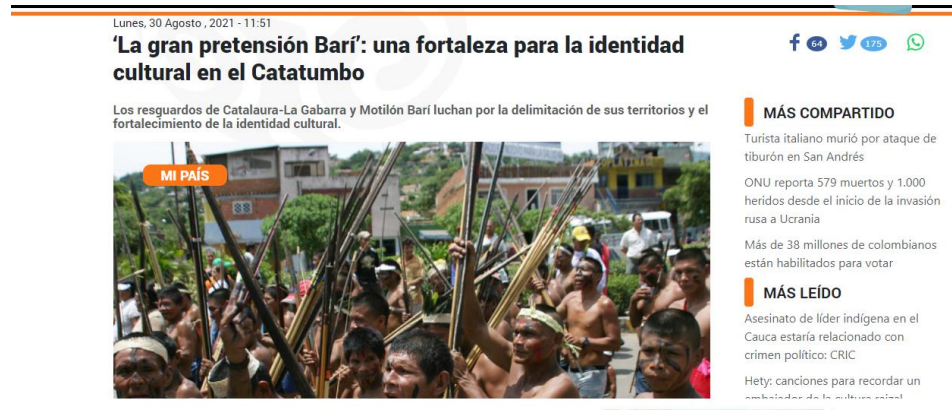 Lunes, 30 Agosto , 2021 - 11:51
‘La gran pretensión Barí’: una fortaleza para la identidad
cultural en el Catatumbo
64
175
Los resguardos de Catalaura-La Gabarra y Motilón Barí luchan por la delimitación de sus territorios y el
fortalecimiento de la identidad cultural.
MI PAÍS
MÁS COMPARTIDO
Turista italiano murió por ataque de
tiburón en San Andrés
ONU reporta 579 muertos y 1.000
heridos desde el inicio de la invasión
rusa a Ucrania
Más de 38 millones de colombianos
están habilitados para votar
MÁS LEÍDO
Asesinato de líder indígena en el
Cauca estaría relacionado con
crimen político: CRIC
Hety: canciones para recordar un
embajador de la cultura raizal